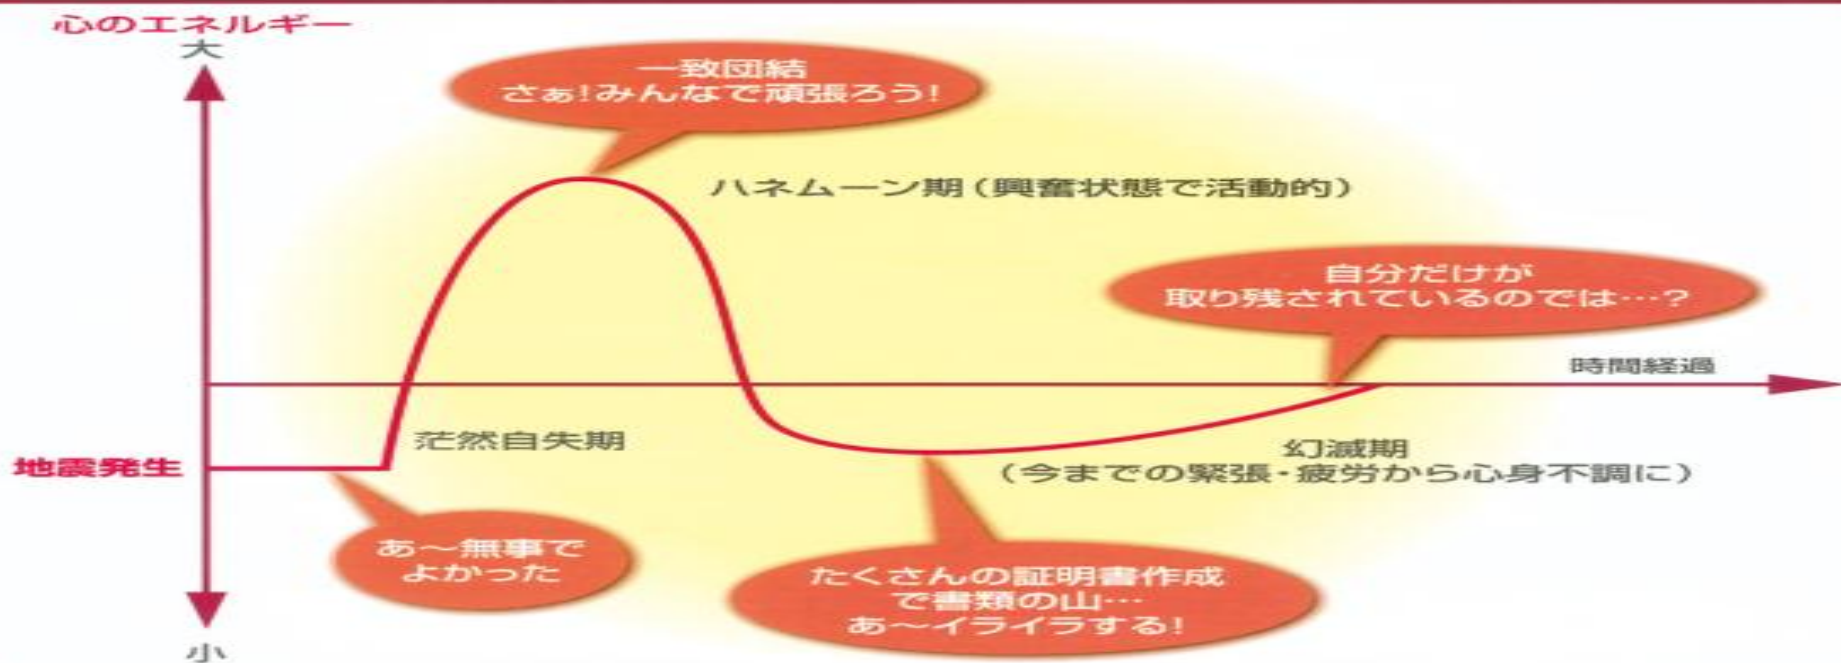 心のエネルギー
大
一致団結
さぁ!みんなで頑張ろう!
ハネムーン期(興奮状態で活動的)
自分だけが
取り残されているのでは…?
時間経過
茫然自失期
地震発生
幻滅期
(今までの緊張・疲労から心身不調に)
あ〜無事で
よかった
たくさんの証明書作成
で書類の山…
あ〜イライラする!
小